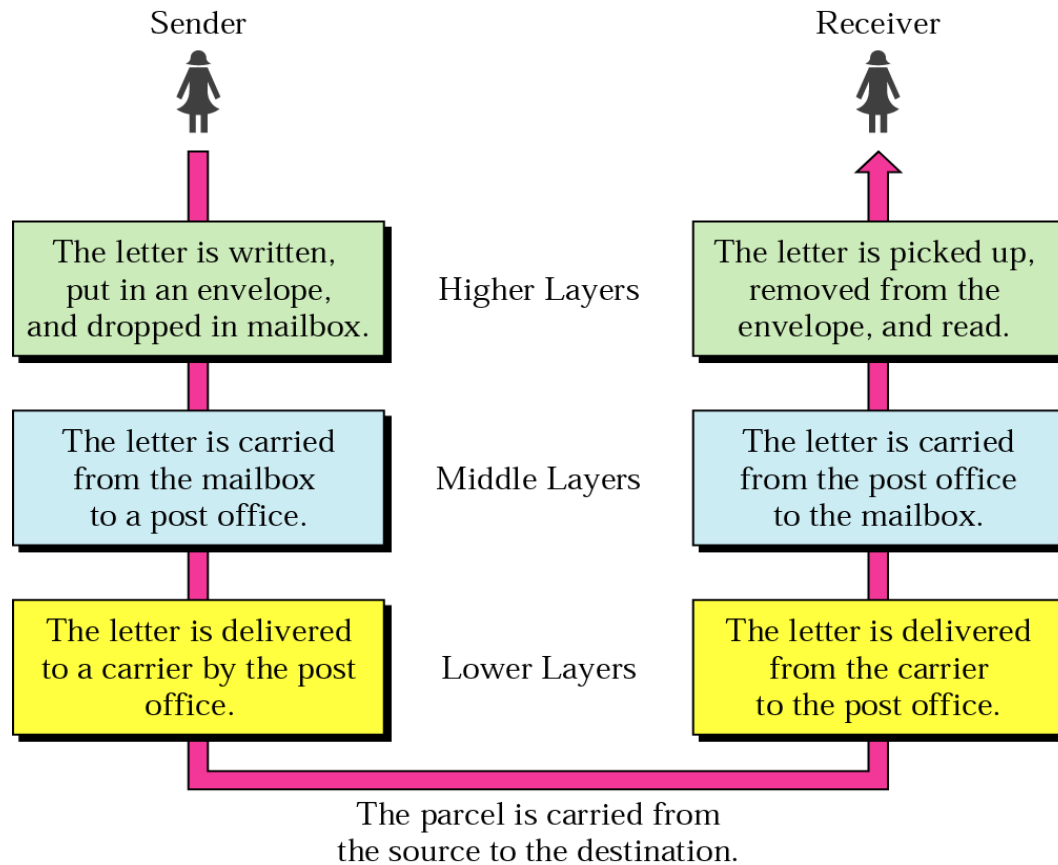 Sender
Receiver
The letter is written,
put in an envelope,
and dropped in mailbox.
Higher Layers
The letter is picked up,
removed from the
envelope, and read.
The letter is carried
from the mailbox
to a post office.
Middle Layers
The letter is carried
from the post office
to the mailbox.
The letter is delivered
to a carrier by the post
office.
Lower Layers
The letter is delivered
from the carrier
to the post office.
The parcel is carried from
the source to the destination.